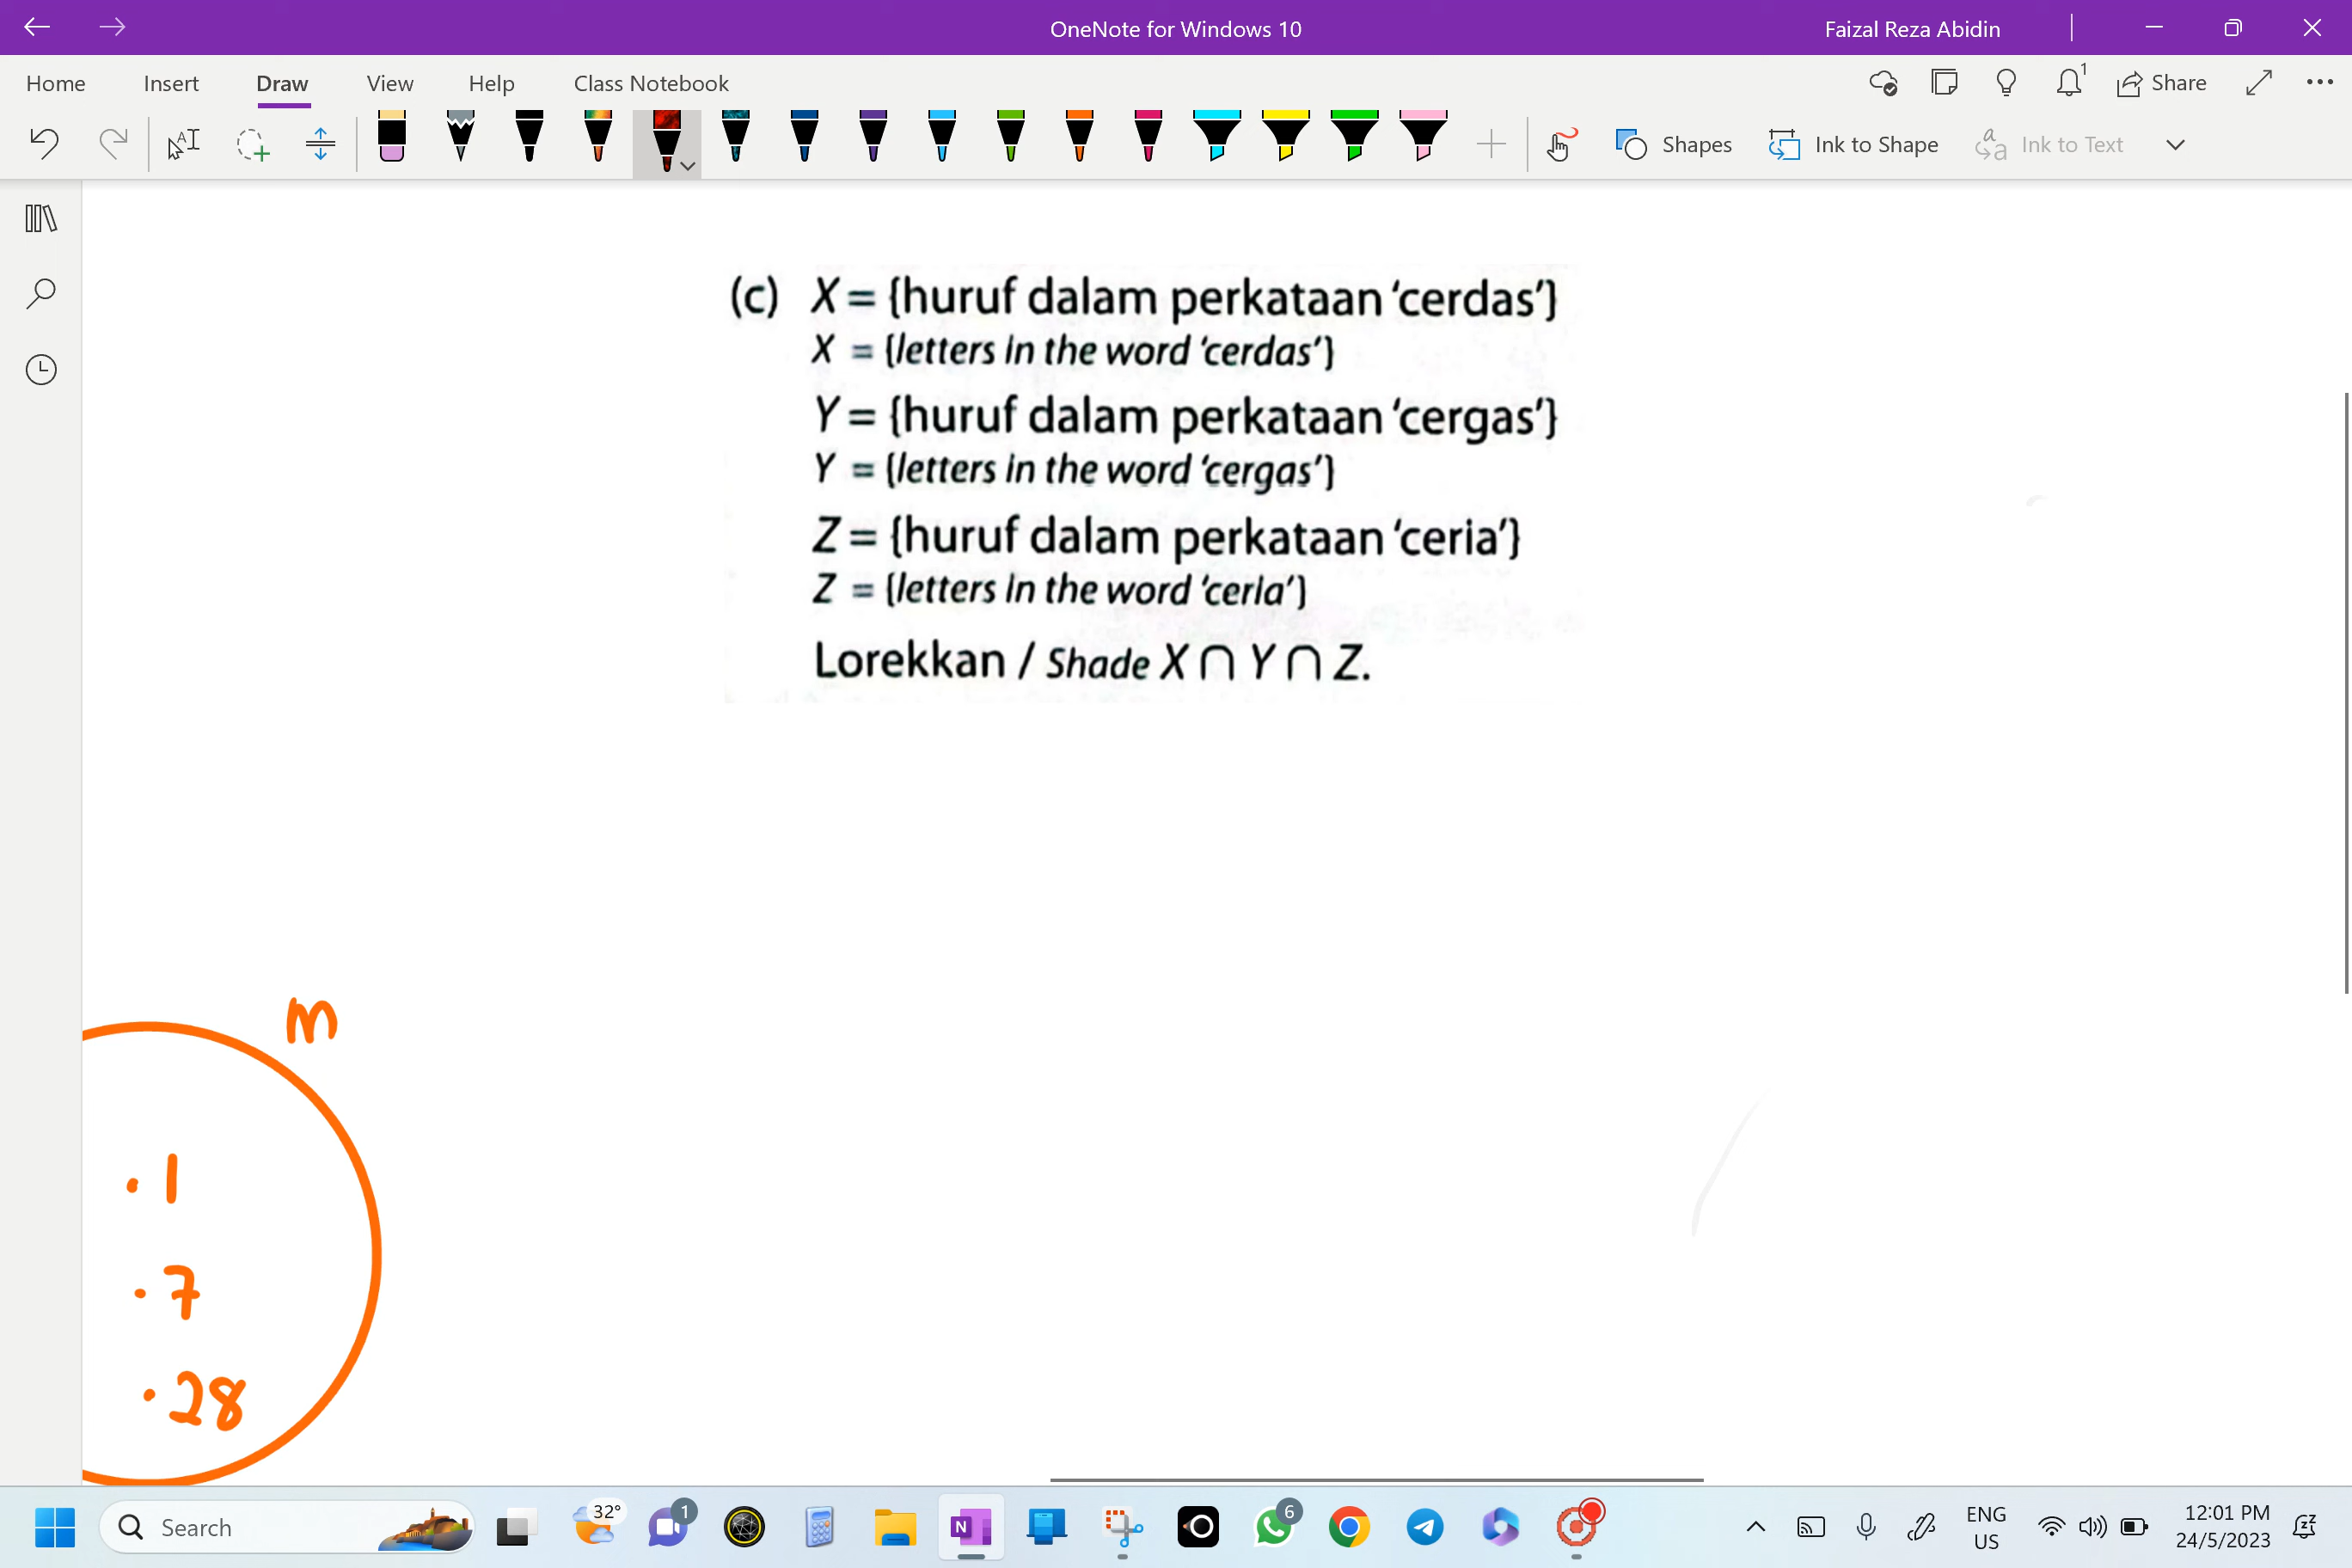 OneNote for Windows 10
Faizal Reza Abidin
Home Insert Draw View Help Class Notebook
1 Share
Shapes Ink to Shape Ink to Text
(c) X = {huruf dalam perkataan ‘cerdas’}
X = {letters in the word ‘cerdas’}
Y = {huruf dalam perkataan ‘cergas’}
Y = {letters in the word ‘cergas’}
Z = {huruf dalam perkataan ‘ceria’}
Z = {letters in the word ‘ceria’}
Lorekkan / Shade X ∩ Y ∩ Z.
M
. 1
. 7
. 28
Search
32°
1
6
ENG
US
12:01 PM
24/5/2023